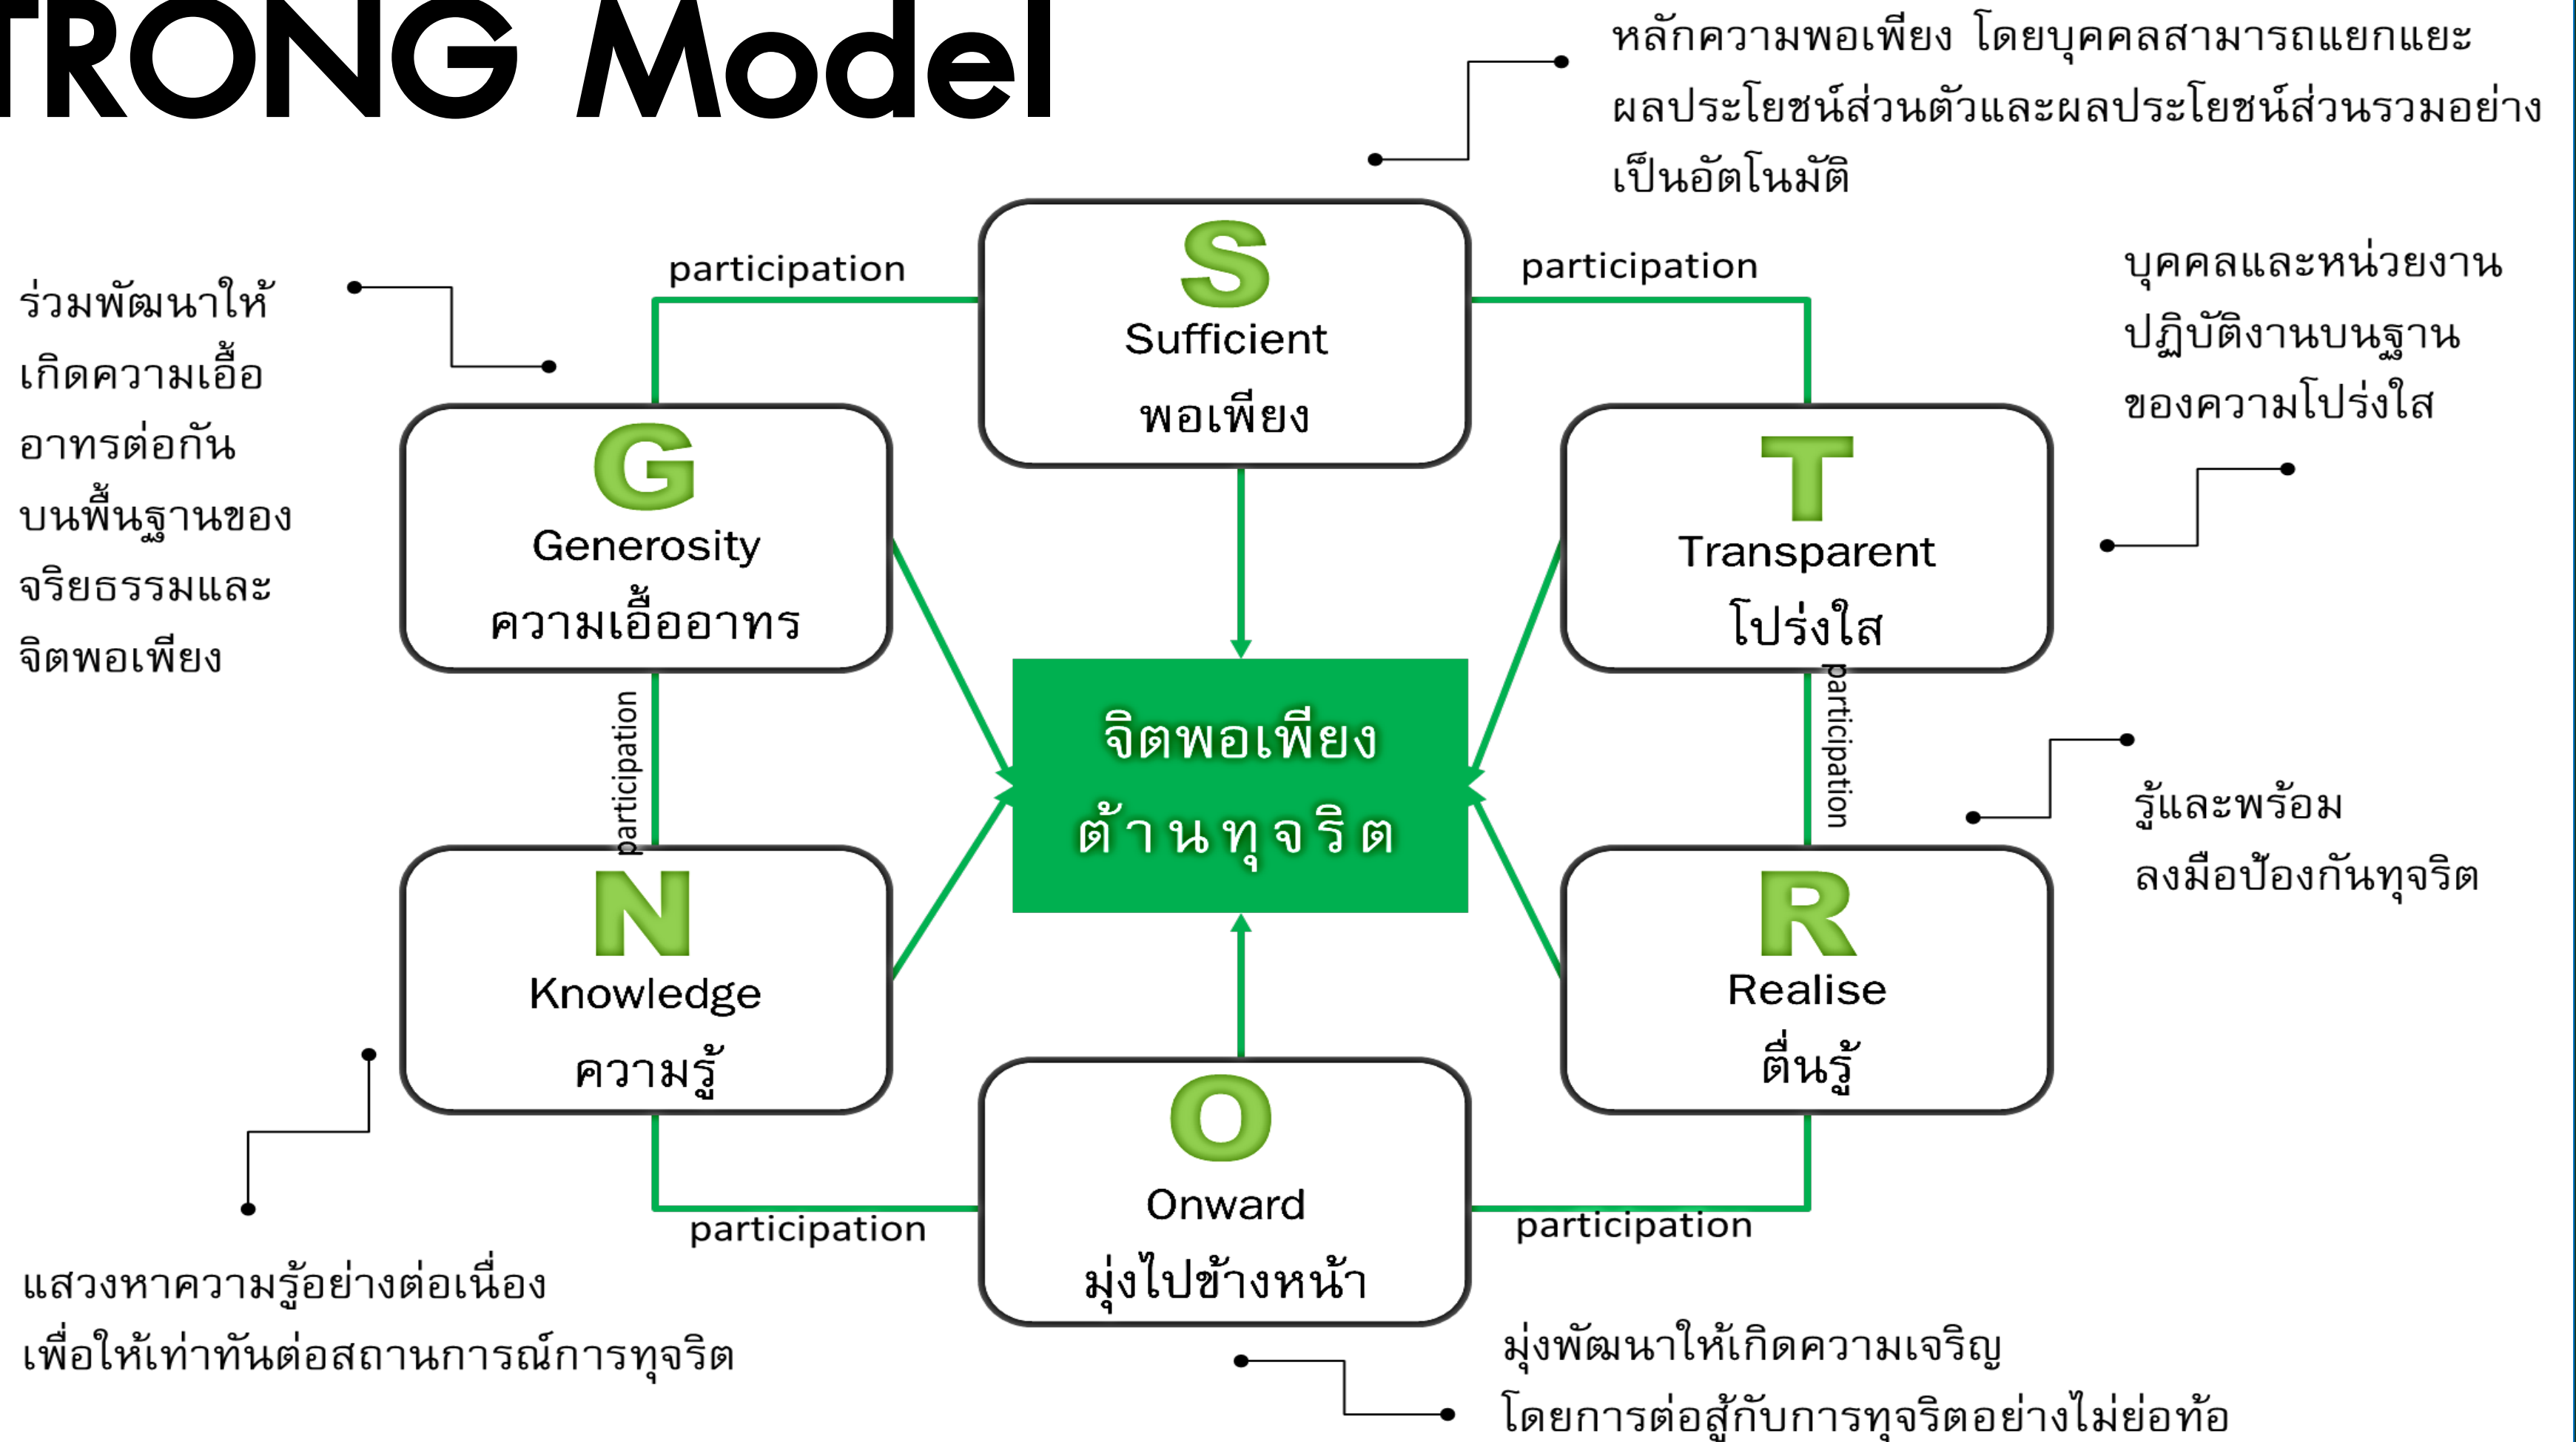 TRONG Model
หลักความพอเพียง โดยบุคคลสามารถแยกแยะ
ผลประโยชน์ส่วนตัวและผลประโยชน์ส่วนรวมอย่าง
เป็นอัตโนมัติ
participation
S
Sufficient
พอเพียง
participation
บุคคลและหน่วยงาน
ปฏิบัติงานบนฐาน
ของความโปร่งใส
ร่วมพัฒนาให้
เกิดความเอื้อ
อาทรต่อกัน
บนพื้นฐานของ
จริยธรรมและ
จิตพอเพียง
G
Generosity
ความเอื้ออาทร
T
Transparent
โปร่งใส
participation
จิตพอเพียง
ต้านทุจริต
participation
รู้และพร้อม
ลงมือป้องกันทุจริต
N
Knowledge
ความรู้
R
Realise
ตื่นรู้
participation
O
Onward
มุ่งไปข้างหน้า
participation
แสวงหาความรู้อย่างต่อเนื่อง
เพื่อให้เท่าทันต่อสถานการณ์การทุจริต
มุ่งพัฒนาให้เกิดความเจริญ
โดยการต่อสู้กับการทุจริตอย่างไม่ย่อท้อ